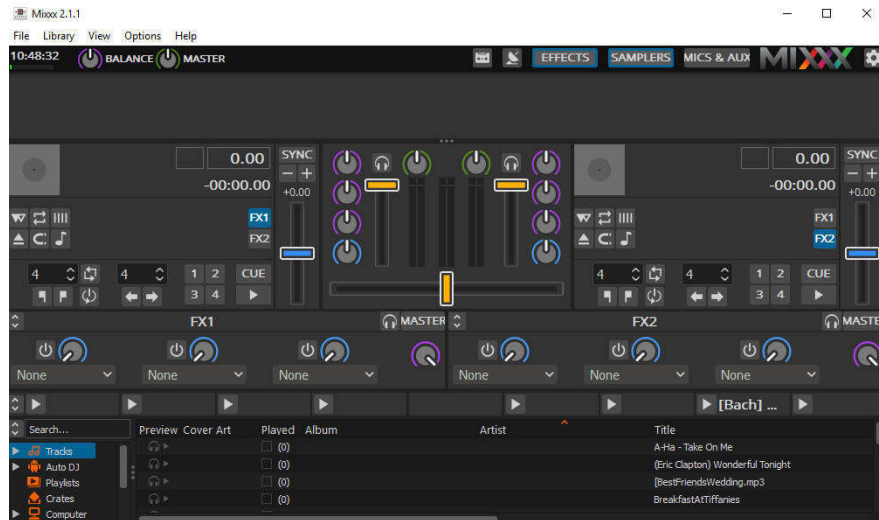 Mixxx 2.1.1
File Library View Options Help
10:48:32 BALANCE MASTER EFFECTS SAMPLERS MICS & AUX MIXXX
0.00 SYNC 0.00 SYNC
-00:00.00 +0.00 -00:00.00 +0.00
FX1 FX1
FX2 FX2
4 4 1 2 CUE 4 4 1 2 CUE
3 4 3 4
FX1 MASTER FX2 MASTE
None None None None None None
[Bach] ...
Search... Preview Cover Art Played Album Artist Title
Tracks (0) A-Ha - Take On Me
Auto DJ (0) (Eric Clapton) Wonderful Tonight
Playlists (0) [BestFriendsWedding.mp3
Crates (0) BreakfastAtTiffanies
Computer